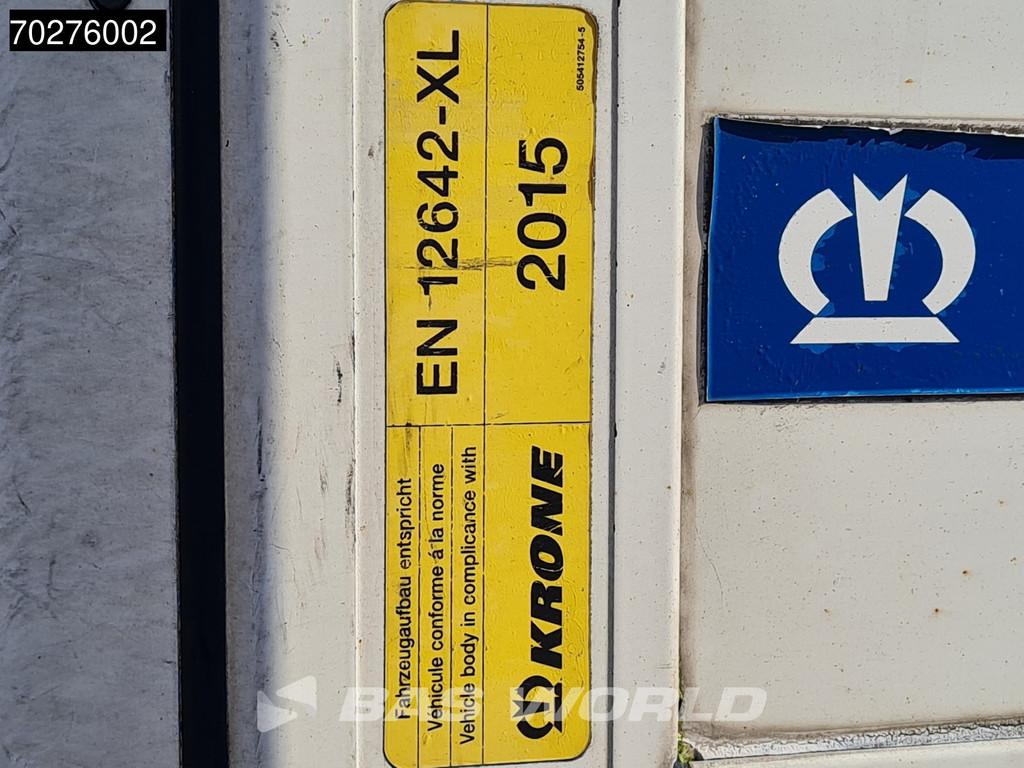 70276002
Fahrzeugaufbau entspricht
Véhicule conforme á la norme
Vehicle body in complicance with
EN 12642-XL
KRONE
2015
505412754-5
BAS WORLD